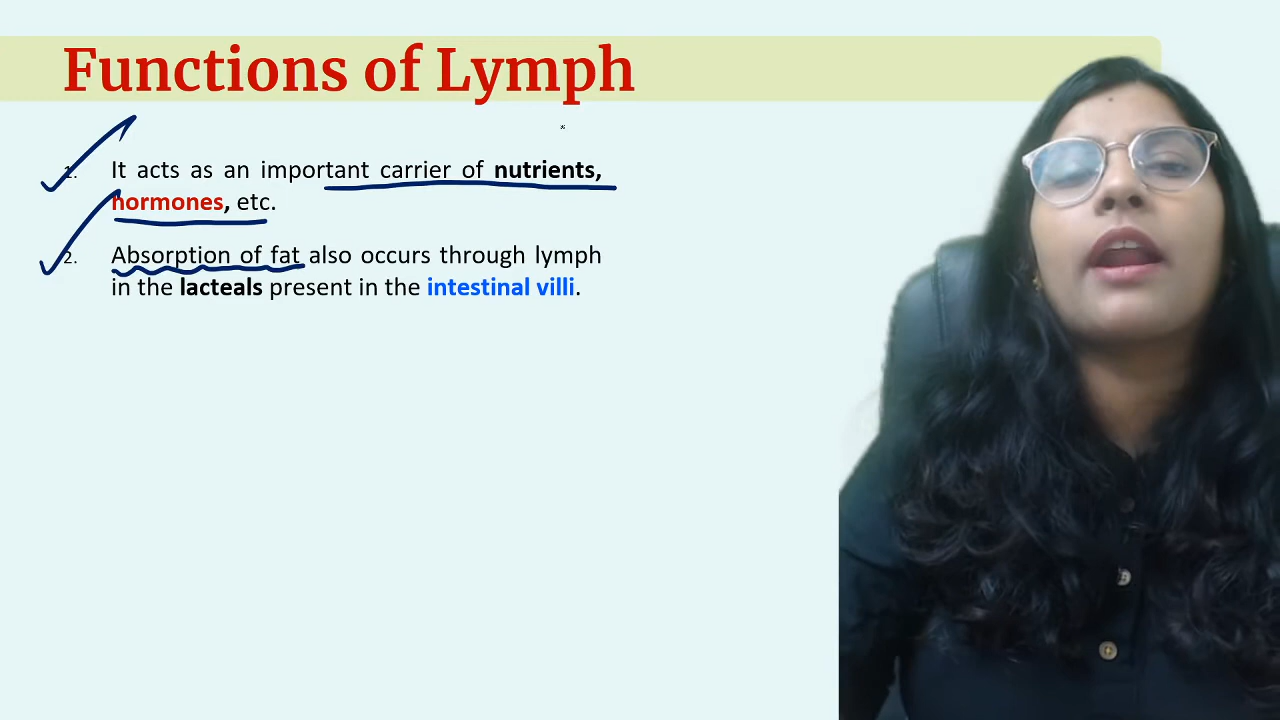 Functions of Lymph
1. It acts as an important carrier of nutrients,
hormones, etc.
2. Absorption of fat also occurs through lymph
in the lacteals present in the intestinal villi.